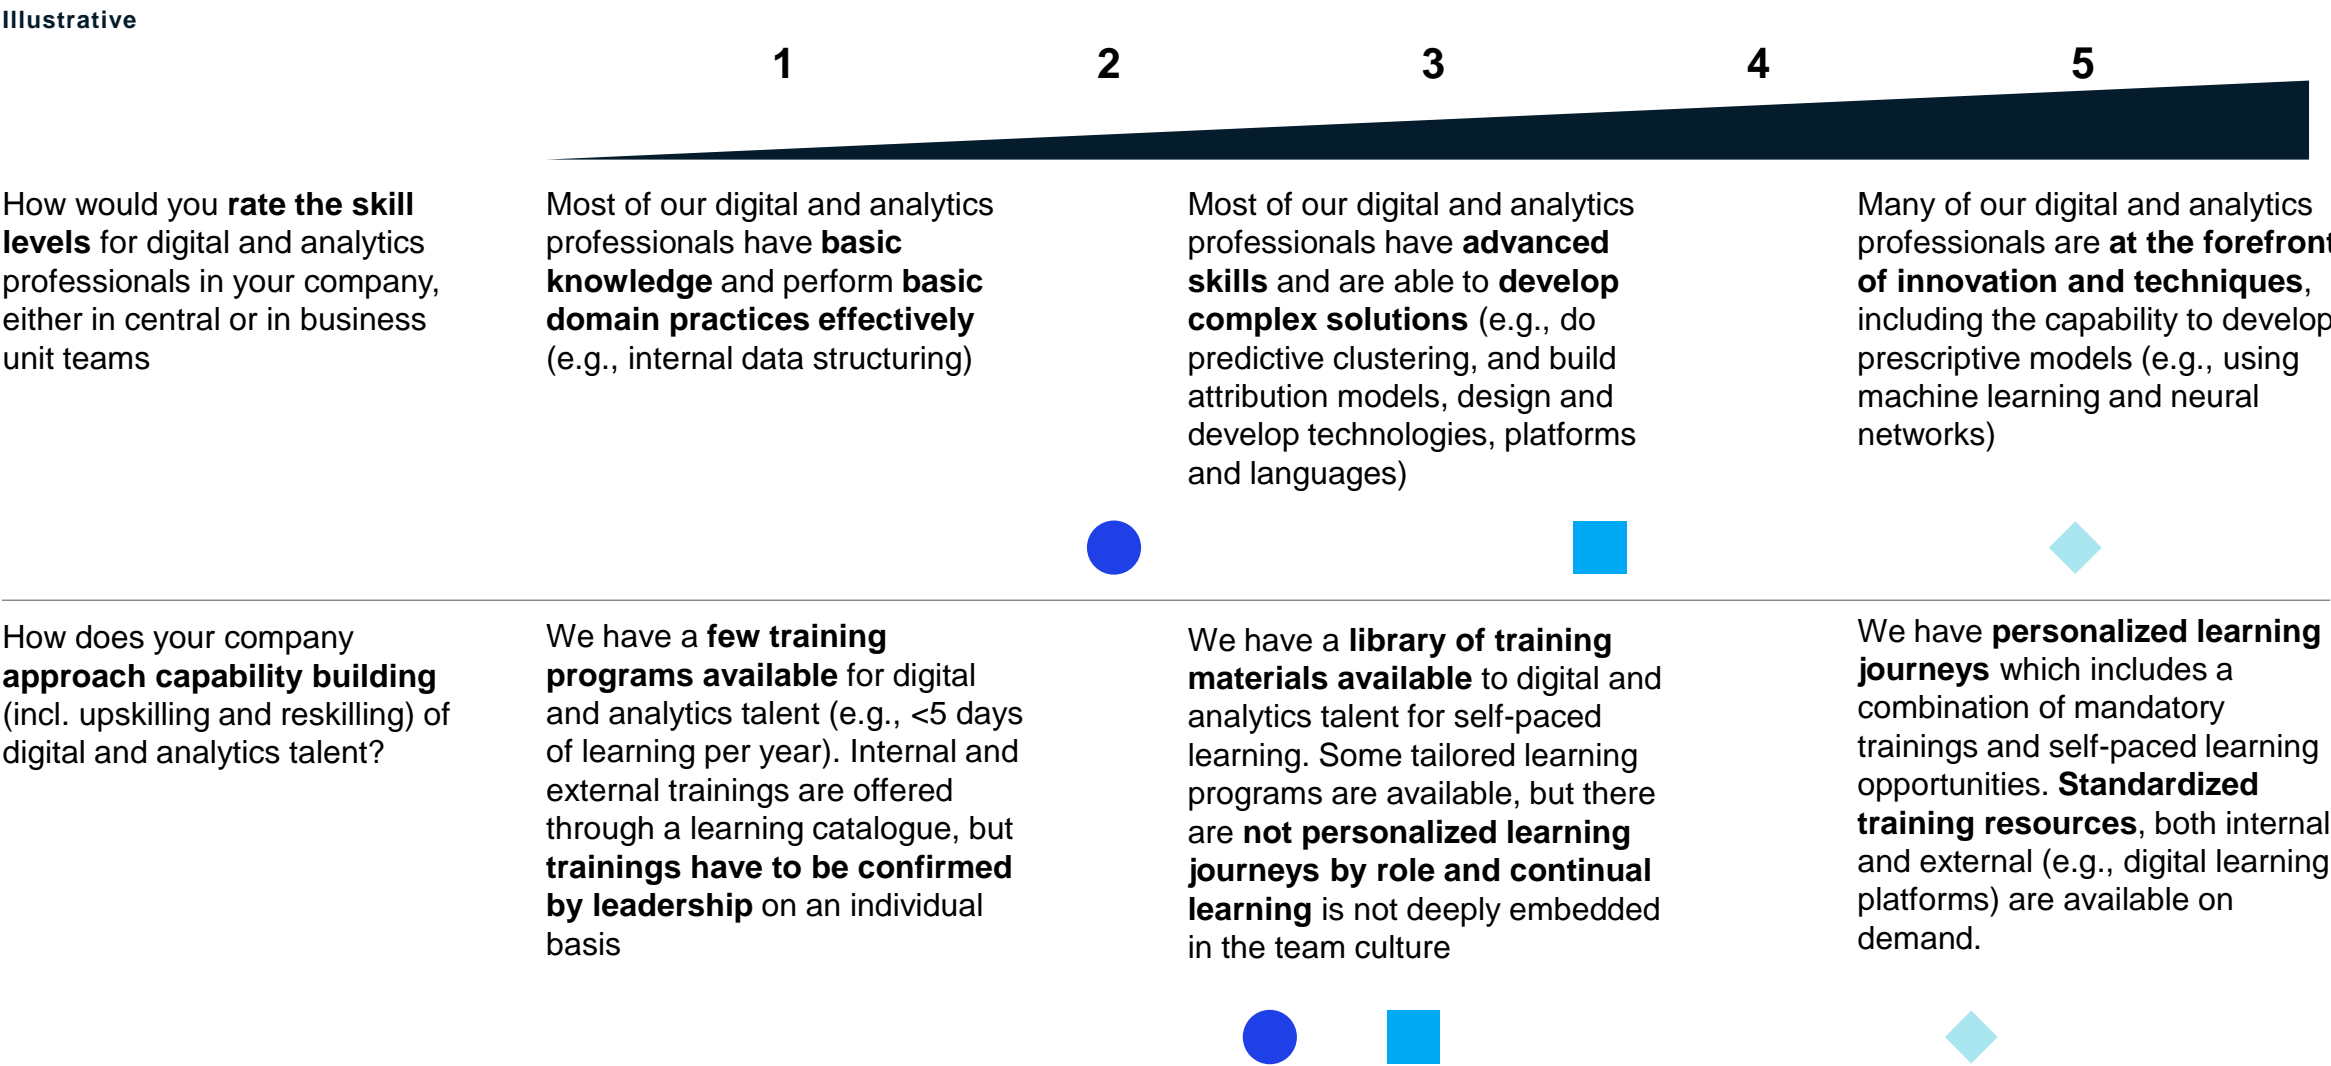 Illustrative
1 2 3 4 5
How would you rate the skill
levels for digital and analytics
professionals in your company,
either in central or in business
unit teams
Most of our digital and analytics
professionals have basic
knowledge and perform basic
domain practices effectively
(e.g., internal data structuring)
Most of our digital and analytics
professionals have advanced
skills and are able to develop
complex solutions (e.g., do
predictive clustering, and build
attribution models, design and
develop technologies, platforms
and languages)
Many of our digital and analytics
professionals are at the forefront
of innovation and techniques,
including the capability to develop
prescriptive models (e.g., using
machine learning and neural
networks)
How does your company
approach capability building
(incl. upskilling and reskilling) of
digital and analytics talent?
We have a few training
programs available for digital
and analytics talent (e.g., <5 days
of learning per year). Internal and
external trainings are offered
through a learning catalogue, but
trainings have to be confirmed
by leadership on an individual
basis
We have a library of training
materials available to digital and
analytics talent for self-paced
learning. Some tailored learning
programs are available, but there
are not personalized learning
journeys by role and continual
learning is not deeply embedded
in the team culture
We have personalized learning
journeys which includes a
combination of mandatory
trainings and self-paced learning
opportunities. Standardized
training resources, both internal
and external (e.g., digital learning
platforms) are available on
demand.